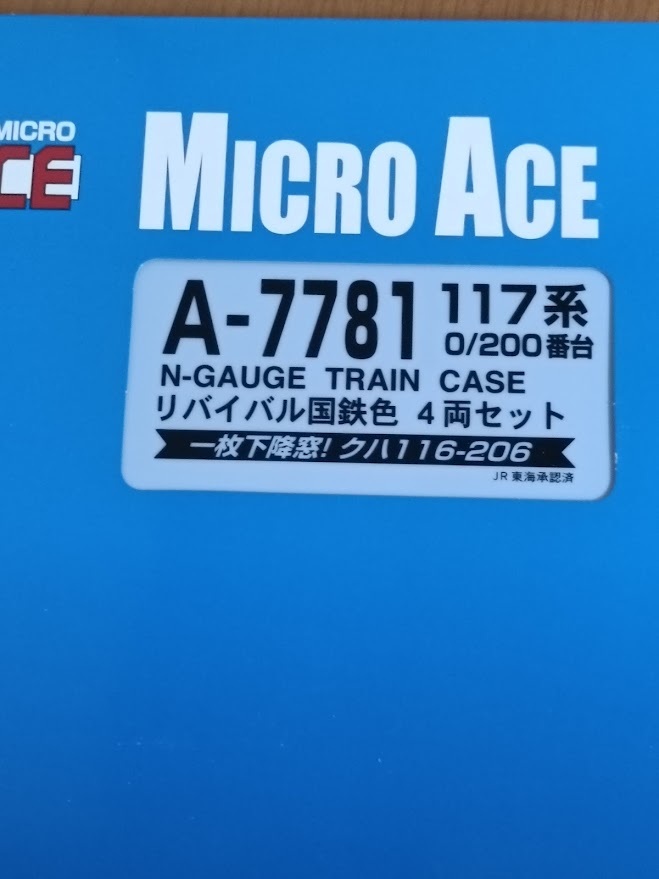 MICRO
CE
MICRO ACE
A-7781 117系
0/200番台
N-GAUGE TRAIN CASE
リバイバル国鉄色 4両セット
一枚下降窓! クハ116-206
JR東海承認済